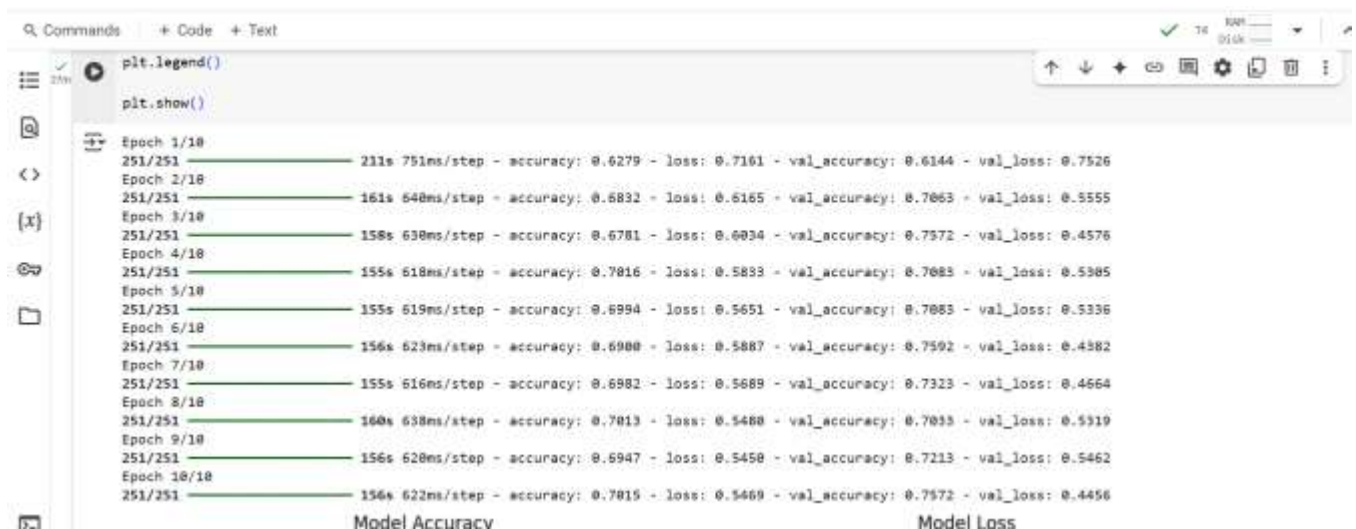 Commands + Code + Text
T4 RAM
Disk
plt.legend()
plt.show()
Epoch 1/10
251/251 211s 751ms/step - accuracy: 0.6279 - loss: 0.7161 - val_accuracy: 0.6144 - val_loss: 0.7526
Epoch 2/10
251/251 161s 640ms/step - accuracy: 0.6832 - loss: 0.6165 - val_accuracy: 0.7063 - val_loss: 0.5555
Epoch 3/10
251/251 158s 630ms/step - accuracy: 0.6781 - loss: 0.6034 - val_accuracy: 0.7572 - val_loss: 0.4576
Epoch 4/10
251/251 155s 618ms/step - accuracy: 0.7016 - loss: 0.5833 - val_accuracy: 0.7083 - val_loss: 0.5305
Epoch 5/10
251/251 155s 619ms/step - accuracy: 0.6994 - loss: 0.5651 - val_accuracy: 0.7083 - val_loss: 0.5336
Epoch 6/10
251/251 156s 623ms/step - accuracy: 0.6900 - loss: 0.5887 - val_accuracy: 0.7592 - val_loss: 0.4382
Epoch 7/10
251/251 155s 616ms/step - accuracy: 0.6982 - loss: 0.5689 - val_accuracy: 0.7323 - val_loss: 0.4664
Epoch 8/10
251/251 160s 638ms/step - accuracy: 0.7013 - loss: 0.5480 - val_accuracy: 0.7033 - val_loss: 0.5319
Epoch 9/10
251/251 156s 620ms/step - accuracy: 0.6947 - loss: 0.5450 - val_accuracy: 0.7213 - val_loss: 0.5462
Epoch 10/10
251/251 156s 622ms/step - accuracy: 0.7015 - loss: 0.5469 - val_accuracy: 0.7572 - val_loss: 0.4456
Model Accuracy Model Loss